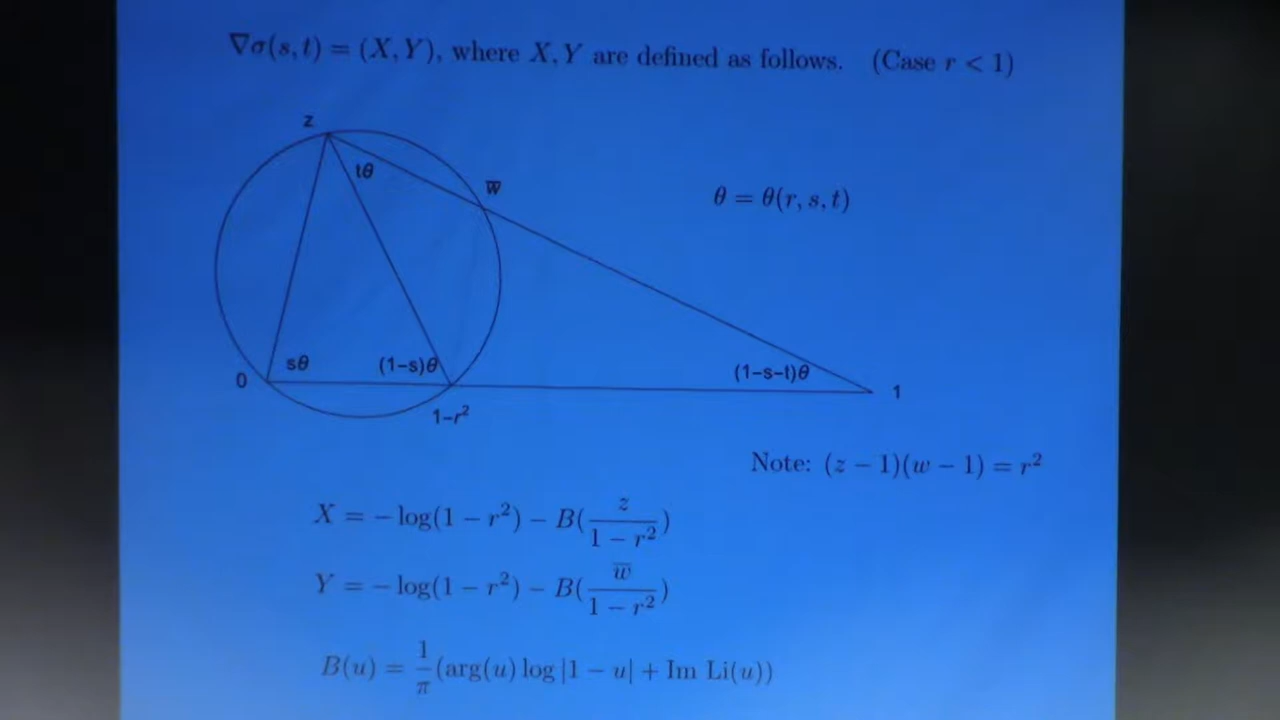 ∇σ(s, t) = (X, Y), where X, Y are defined as follows. (Case r < 1)
z
tθ
w̅
θ = θ(r, s, t)
sθ
(1−s)θ
(1−s−t)θ
0
1
1−r²
Note: (z − 1)(w − 1) = r²
X = − log(1 − r²) − B(z/(1 − r²))
Y = − log(1 − r²) − B(w̅/(1 − r²))
B(u) = 1/π (arg(u) log |1 − u| + Im Li(u))